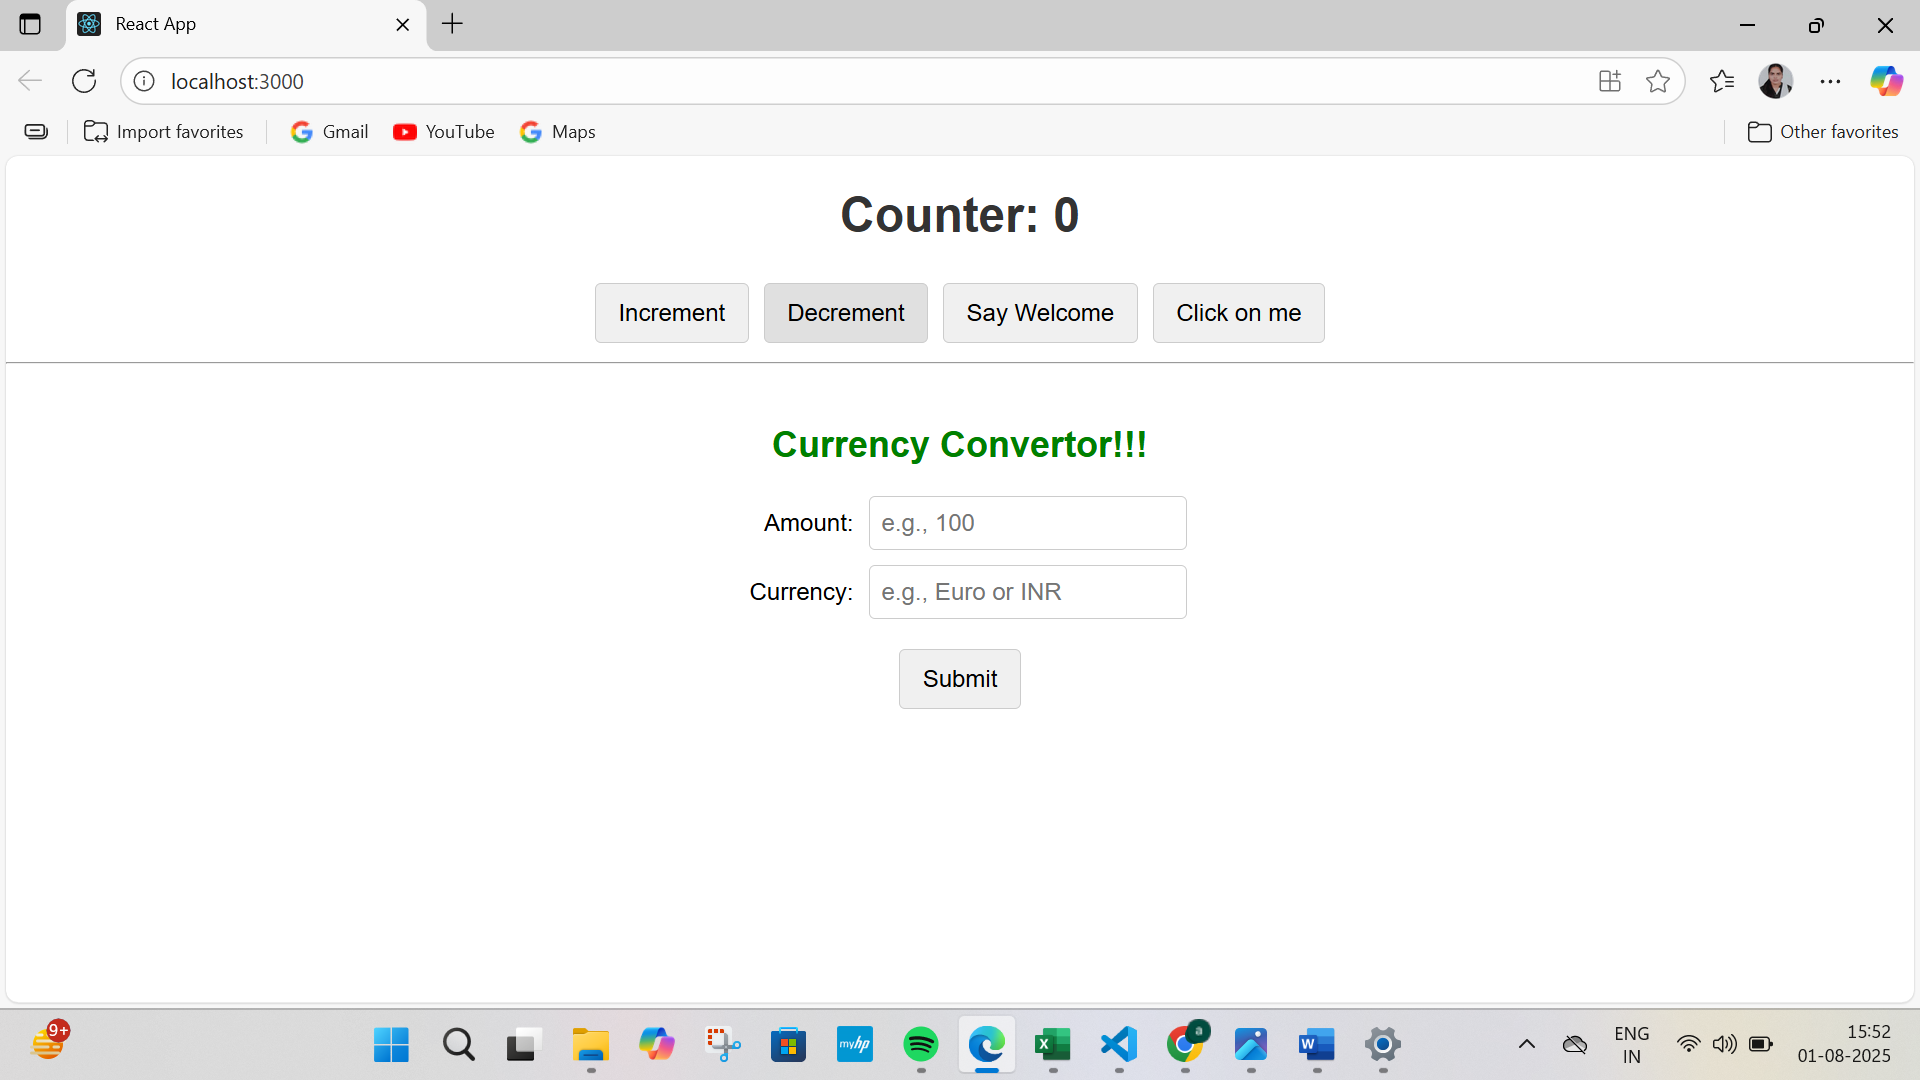 React App
localhost:3000
Import favorites
Gmail
YouTube
Maps
Other favorites
Counter: 0
Increment
Decrement
Say Welcome
Click on me
Currency Convertor!!!
Amount: e.g., 100
Currency: e.g., Euro or INR
Submit
9+
myhp
X
a
W
ENG
IN
15:52
01-08-2025